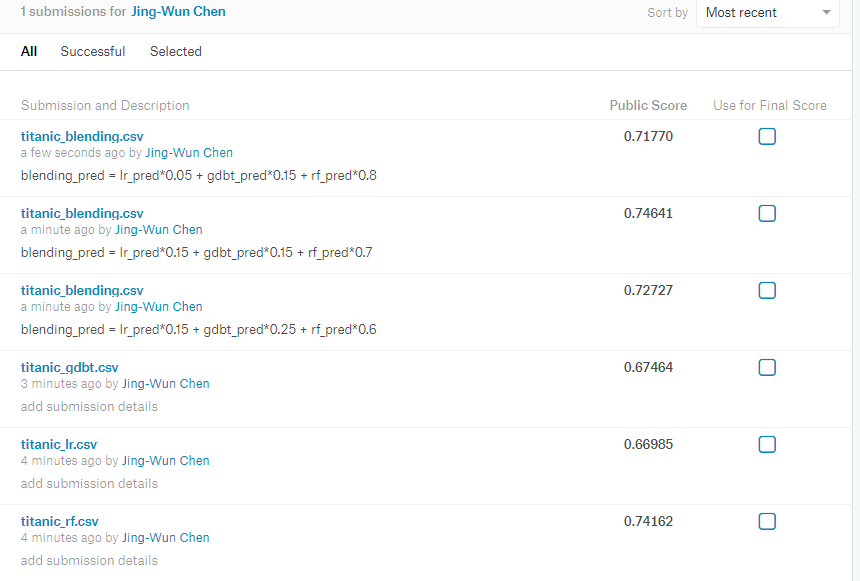 1 submissions for Jing-Wun Chen
Sort by Most recent
All Successful Selected
Submission and Description Public Score Use for Final Score
titanic_blending.csv 0.71770
a few seconds ago by Jing-Wun Chen
blending_pred = lr_pred*0.05 + gdbt_pred*0.15 + rf_pred*0.8
titanic_blending.csv 0.74641
a minute ago by Jing-Wun Chen
blending_pred = lr_pred*0.15 + gdbt_pred*0.15 + rf_pred*0.7
titanic_blending.csv 0.72727
a minute ago by Jing-Wun Chen
blending_pred = lr_pred*0.15 + gdbt_pred*0.25 + rf_pred*0.6
titanic_gdbt.csv 0.67464
3 minutes ago by Jing-Wun Chen
add submission details
titanic_lr.csv 0.66985
4 minutes ago by Jing-Wun Chen
add submission details
titanic_rf.csv 0.74162
4 minutes ago by Jing-Wun Chen
add submission details